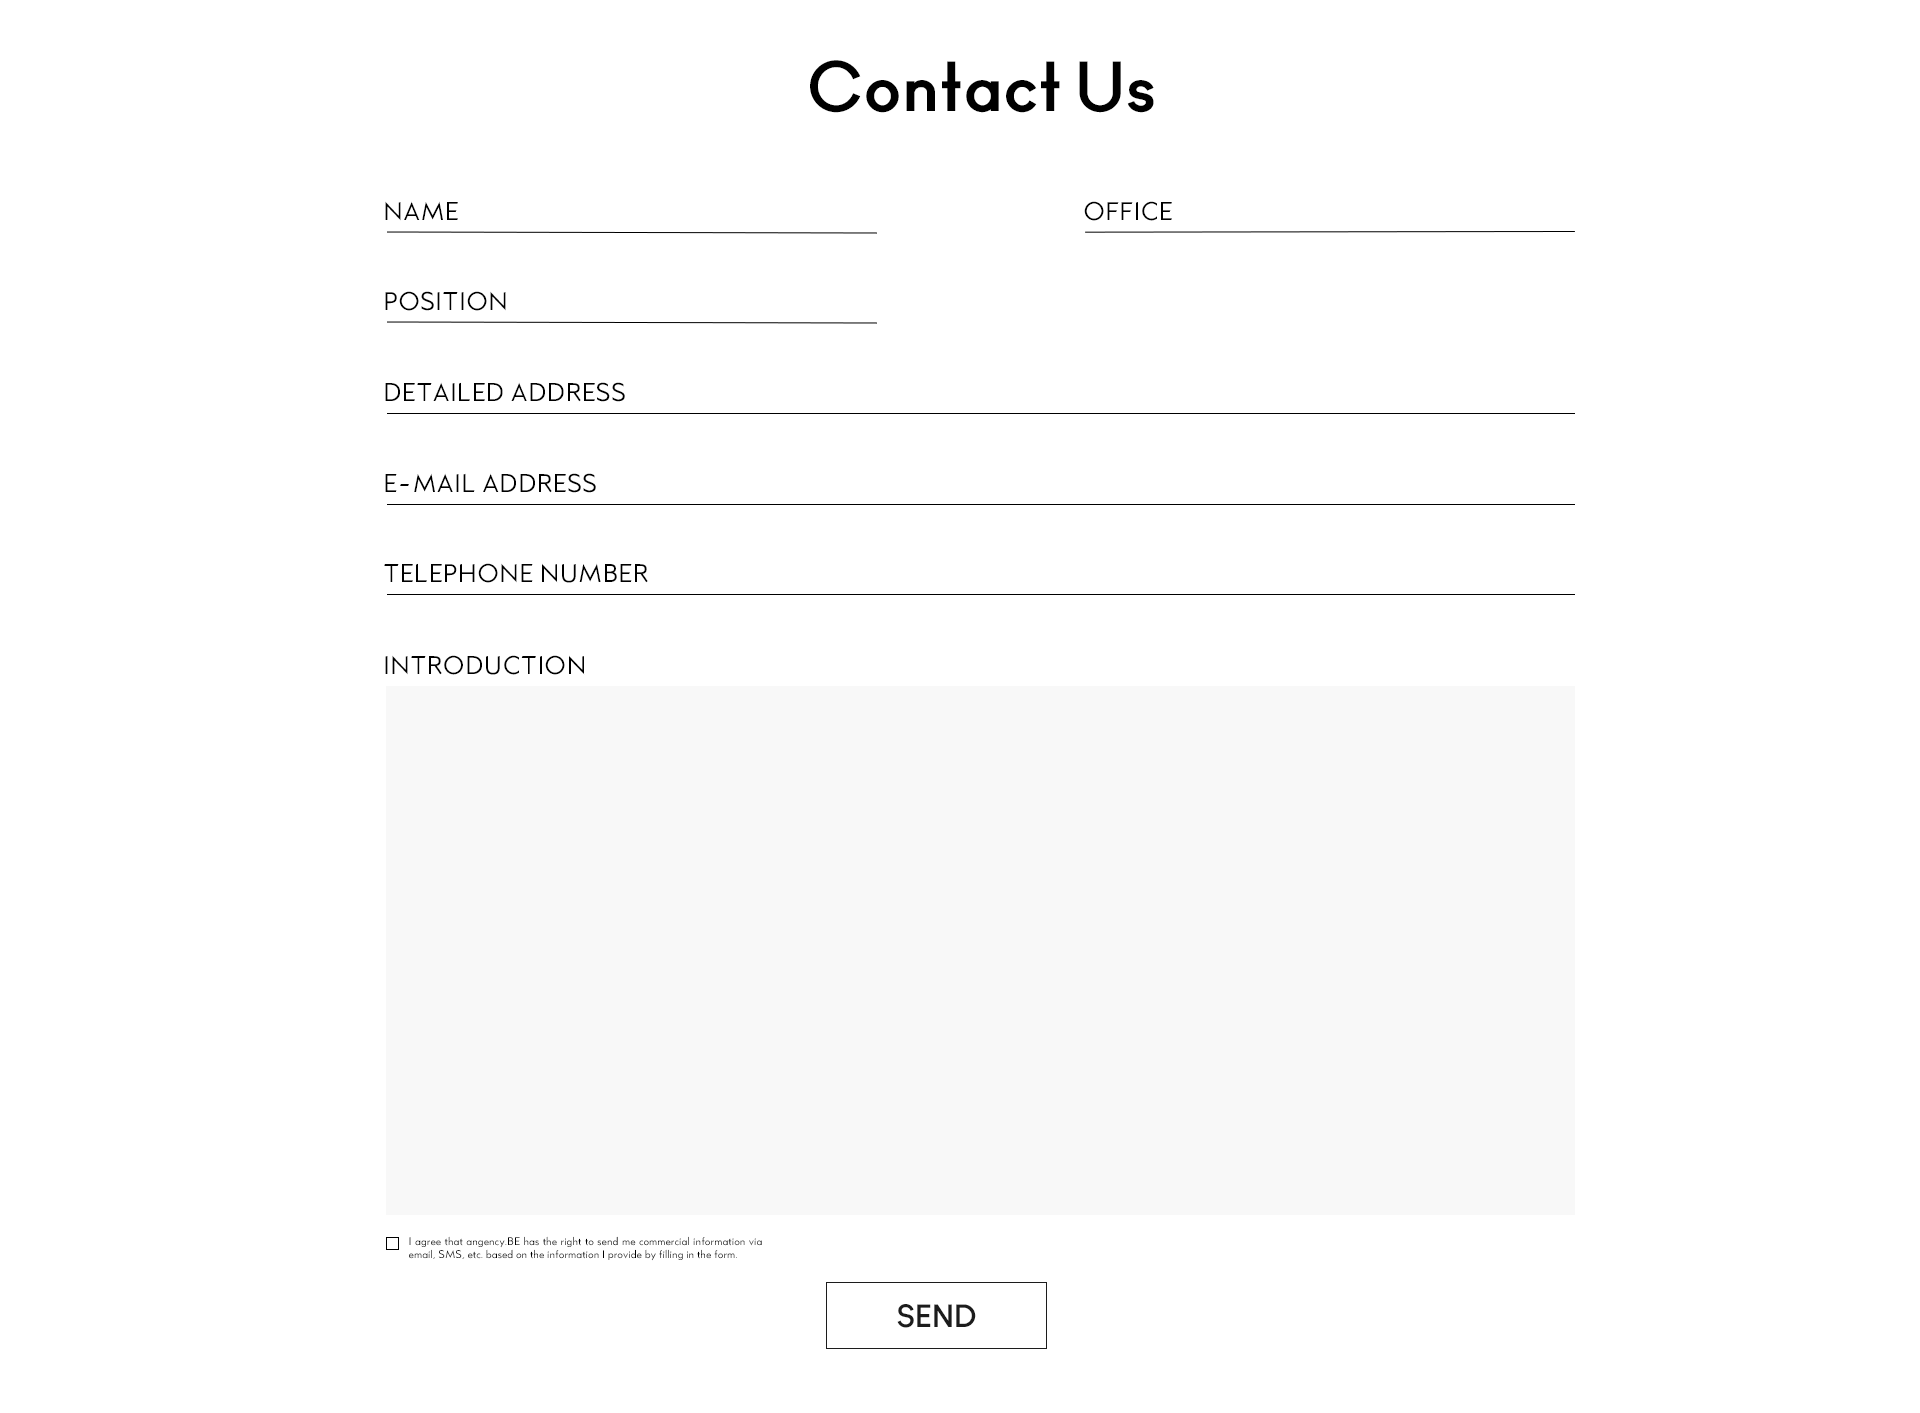 Contact Us
NAME
OFFICE
POSITION
DETAILED ADDRESS
E-MAIL ADDRESS
TELEPHONE NUMBER
INTRODUCTION
I agree that angency.BE has the right to send me commercial information via
email, SMS, etc. based on the information I provide by filling in the form.
SEND